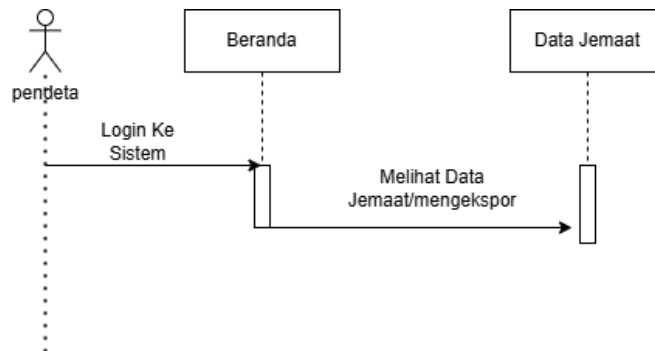 Beranda
Data Jemaat
pendeta
Login Ke
Sistem
Melihat Data
Jemaat/mengekspor